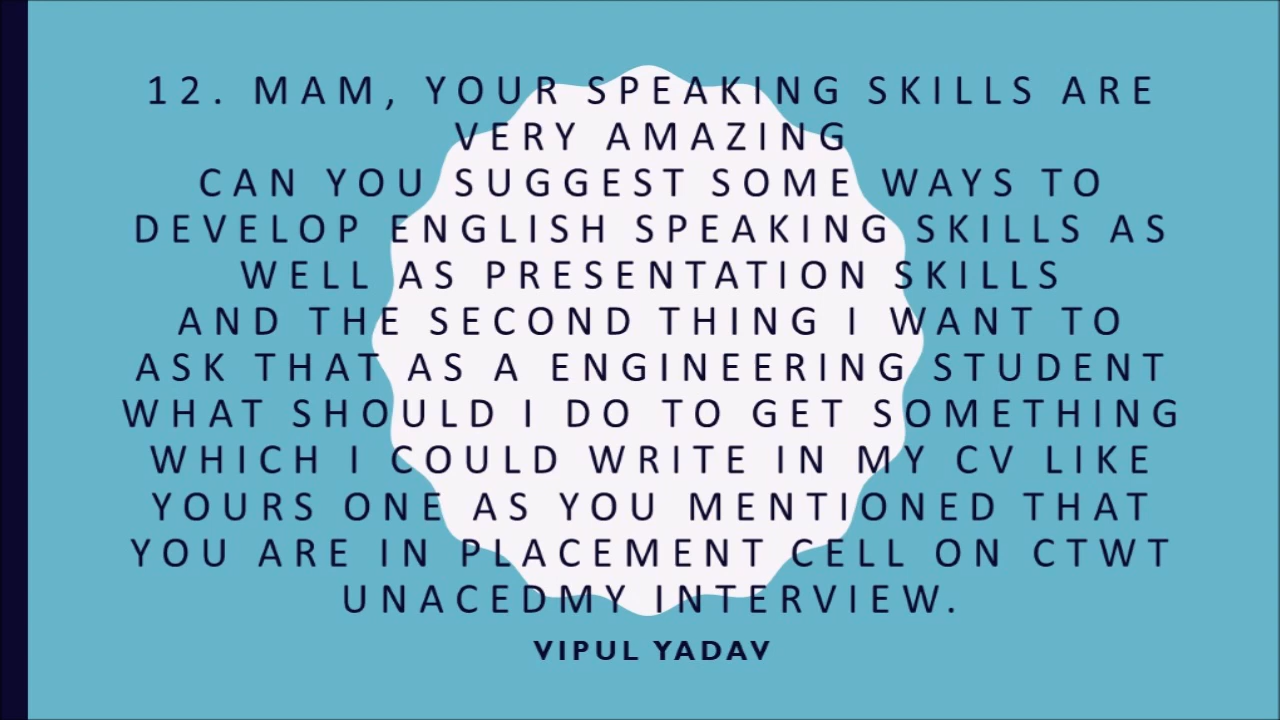 12. MAM, YOUR SPEAKING SKILLS ARE
VERY AMAZING
CAN YOU SUGGEST SOME WAYS TO
DEVELOP ENGLISH SPEAKING SKILLS AS
WELL AS PRESENTATION SKILLS
AND THE SECOND THING I WANT TO
ASK THAT AS A ENGINEERING STUDENT
WHAT SHOULD I DO TO GET SOMETHING
WHICH I COULD WRITE IN MY CV LIKE
YOURS ONE AS YOU MENTIONED THAT
YOU ARE IN PLACEMENT CELL ON CTWT
UNACEDMY INTERVIEW.
VIPUL YADAV